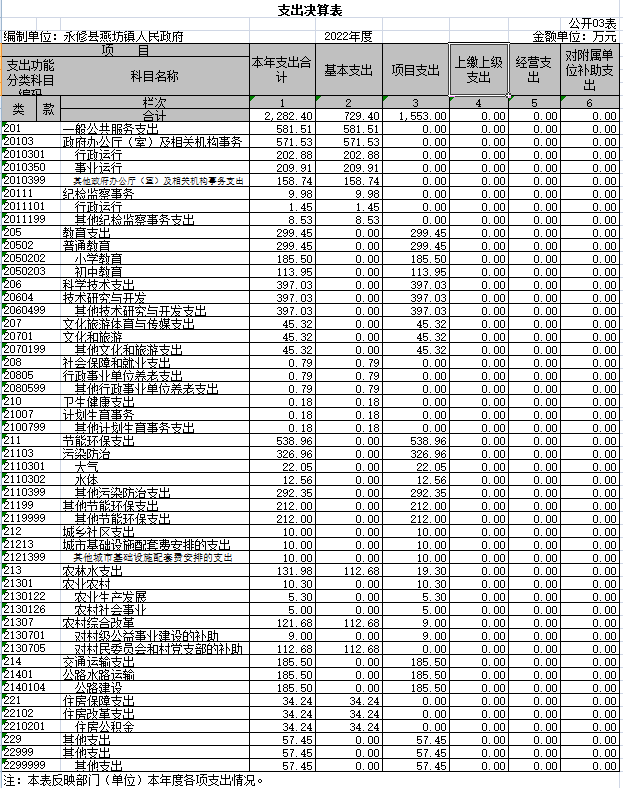 支出决算表
公开03表
编制单位：永修县燕坊镇人民政府 2022年度 金额单位：万元
项 目 本年支出合计 基本支出 项目支出 上缴上级支出 经营支出 对附属单位补助支出
支出功能分类科目编码 科目名称
类 款 栏次 1 2 3 4 5 6
合计 2,282.40 729.40 1,553.00 0.00 0.00 0.00
201 一般公共服务支出 581.51 581.51 0.00 0.00 0.00 0.00
20103 政府办公厅（室）及相关机构事务 571.53 571.53 0.00 0.00 0.00 0.00
2010301 行政运行 202.88 202.88 0.00 0.00 0.00 0.00
2010350 事业运行 209.91 209.91 0.00 0.00 0.00 0.00
2010399 其他政府办公厅（室）及相关机构事务支出 158.74 158.74 0.00 0.00 0.00 0.00
20111 纪检监察事务 9.98 9.98 0.00 0.00 0.00 0.00
2011101 行政运行 1.45 1.45 0.00 0.00 0.00 0.00
2011199 其他纪检监察事务支出 8.53 8.53 0.00 0.00 0.00 0.00
205 教育支出 299.45 0.00 299.45 0.00 0.00 0.00
20502 普通教育 299.45 0.00 299.45 0.00 0.00 0.00
2050202 小学教育 185.50 0.00 185.50 0.00 0.00 0.00
2050203 初中教育 113.95 0.00 113.95 0.00 0.00 0.00
206 科学技术支出 397.03 0.00 397.03 0.00 0.00 0.00
20604 技术研究与开发 397.03 0.00 397.03 0.00 0.00 0.00
2060499 其他技术研究与开发支出 397.03 0.00 397.03 0.00 0.00 0.00
207 文化旅游体育与传媒支出 45.32 0.00 45.32 0.00 0.00 0.00
20701 文化和旅游 45.32 0.00 45.32 0.00 0.00 0.00
2070199 其他文化和旅游支出 45.32 0.00 45.32 0.00 0.00 0.00
208 社会保障和就业支出 0.79 0.79 0.00 0.00 0.00 0.00
20805 行政事业单位养老支出 0.79 0.79 0.00 0.00 0.00 0.00
2080599 其他行政事业单位养老支出 0.79 0.79 0.00 0.00 0.00 0.00
210 卫生健康支出 0.18 0.18 0.00 0.00 0.00 0.00
21007 计划生育事务 0.18 0.18 0.00 0.00 0.00 0.00
2100799 其他计划生育事务支出 0.18 0.18 0.00 0.00 0.00 0.00
211 节能环保支出 538.96 0.00 538.96 0.00 0.00 0.00
21103 污染防治 326.96 0.00 326.96 0.00 0.00 0.00
2110301 大气 22.05 0.00 22.05 0.00 0.00 0.00
2110302 水体 12.56 0.00 12.56 0.00 0.00 0.00
2110399 其他污染防治支出 292.35 0.00 292.35 0.00 0.00 0.00
21199 其他节能环保支出 212.00 0.00 212.00 0.00 0.00 0.00
2119999 其他节能环保支出 212.00 0.00 212.00 0.00 0.00 0.00
212 城乡社区支出 10.00 0.00 10.00 0.00 0.00 0.00
21213 城市基础设施配套费安排的支出 10.00 0.00 10.00 0.00 0.00 0.00
2121399 其他城市基础设施配套费安排的支出 10.00 0.00 10.00 0.00 0.00 0.00
213 农林水支出 131.98 112.68 19.30 0.00 0.00 0.00
21301 农业农村 10.30 0.00 10.30 0.00 0.00 0.00
2130122 农业生产发展 5.30 0.00 5.30 0.00 0.00 0.00
2130126 农村社会事业 5.00 0.00 5.00 0.00 0.00 0.00
21307 农村综合改革 121.68 112.68 9.00 0.00 0.00 0.00
2130701 对村级公益事业建设的补助 9.00 0.00 9.00 0.00 0.00 0.00
2130705 对村民委员会和村党支部的补助 112.68 112.68 0.00 0.00 0.00 0.00
214 交通运输支出 185.50 0.00 185.50 0.00 0.00 0.00
21401 公路水路运输 185.50 0.00 185.50 0.00 0.00 0.00
2140104 公路建设 185.50 0.00 185.50 0.00 0.00 0.00
221 住房保障支出 34.24 34.24 0.00 0.00 0.00 0.00
22102 住房改革支出 34.24 34.24 0.00 0.00 0.00 0.00
2210201 住房公积金 34.24 34.24 0.00 0.00 0.00 0.00
229 其他支出 57.45 0.00 57.45 0.00 0.00 0.00
22999 其他支出 57.45 0.00 57.45 0.00 0.00 0.00
2299999 其他支出 57.45 0.00 57.45 0.00 0.00 0.00
注：本表反映部门（单位）本年度各项支出情况。